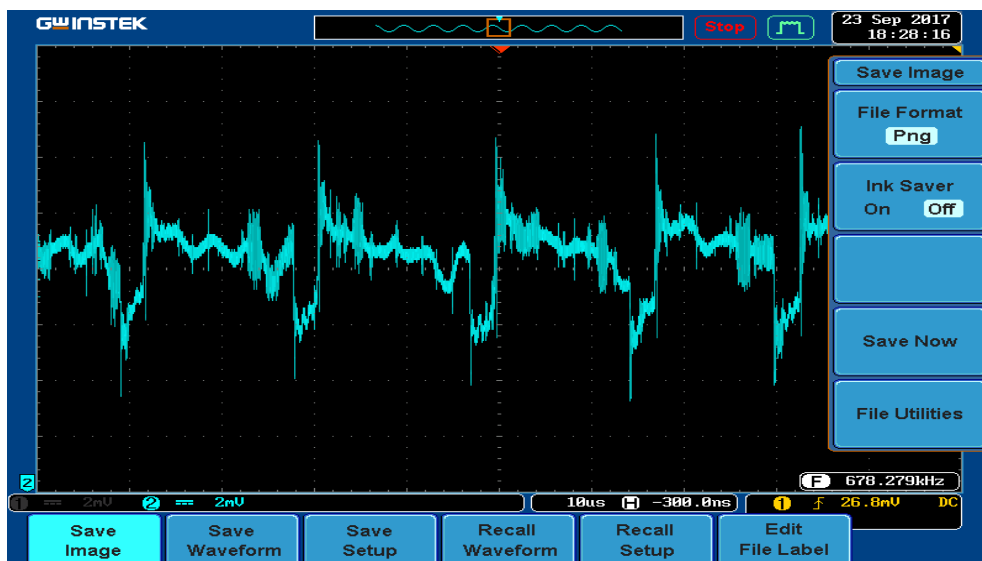 GWINSTEK
Stop
23 Sep 2017
18:28:16
Save Image
File Format
Png
Ink Saver
On Off
Save Now
File Utilities
2
F 678.279kHz
1 2mV 2 2mV 10us H -300.0ns 1 26.8mV DC
Save Image
Save Waveform
Save Setup
Recall Waveform
Recall Setup
Edit File Label